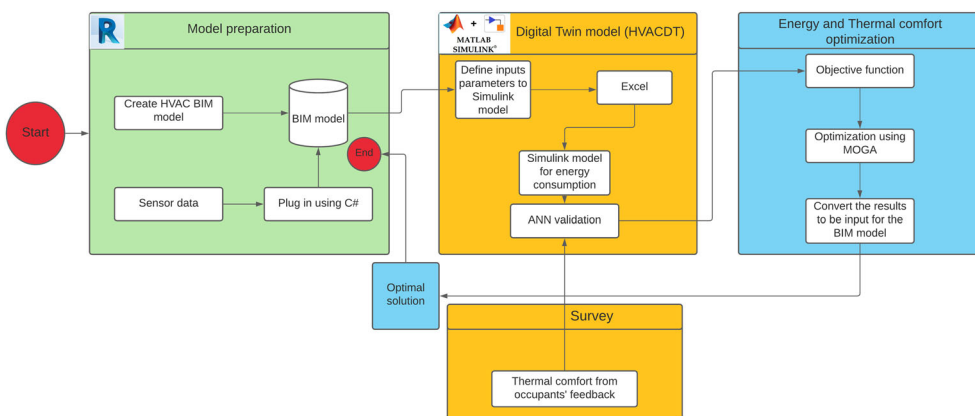 Start
R
Model preparation
Create HVAC BIM
model
BIM model
End
Sensor data
Plug in using C#
MATLAB
SIMULINK®
+
Digital Twin model (HVACDT)
Define inputs
parameters to
Simulink
model
Excel
Simulink model
for energy
consumption
ANN validation
Energy and Thermal comfort
optimization
Objective function
Optimization using
MOGA
Convert the results
to be input for the
BIM model
Optimal
solution
Survey
Thermal comfort from
occupants' feedback